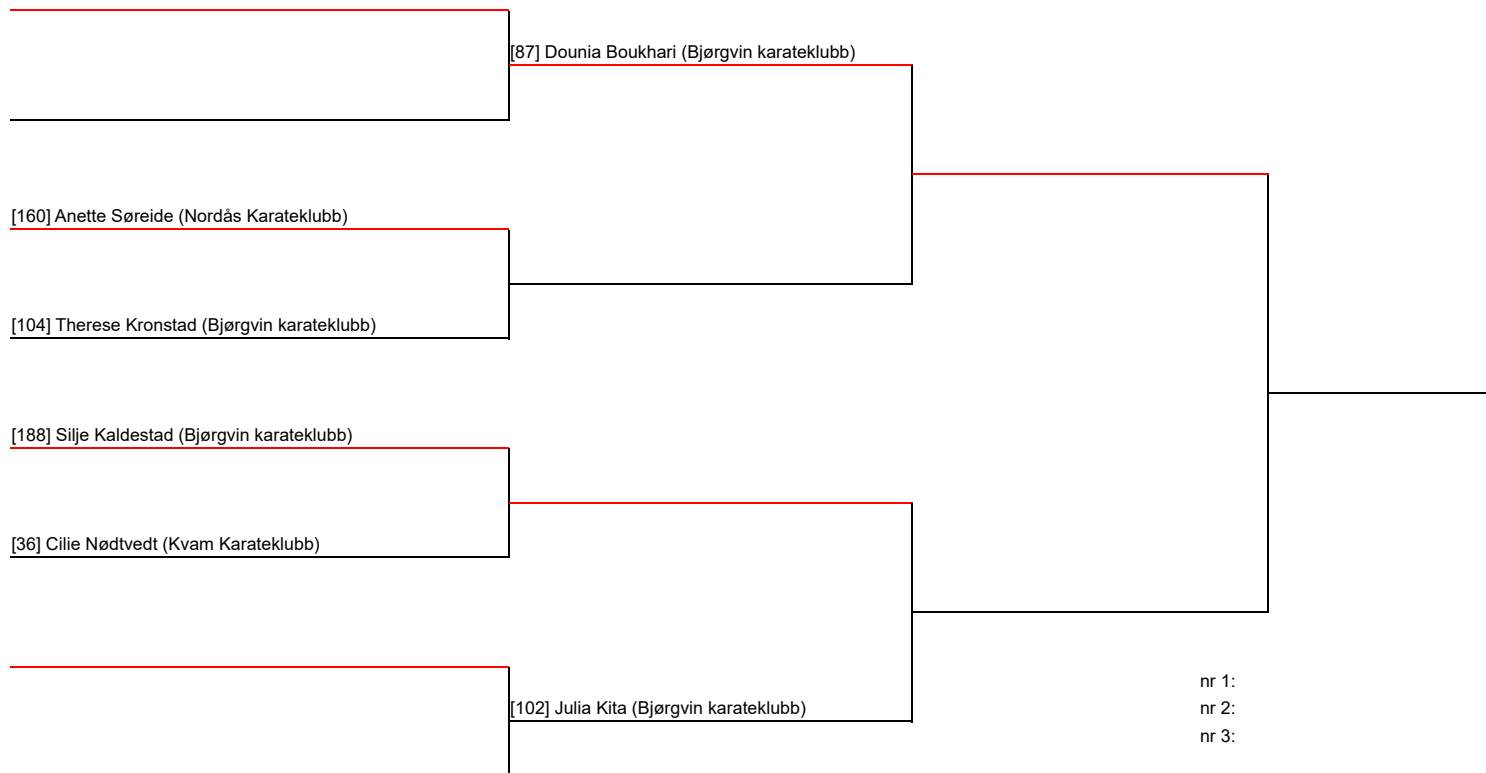 [87] Dounia Boukhari (Bjørgvin karateklubb)
[160] Anette Søreide (Nordås Karateklubb)
[104] Therese Kronstad (Bjørgvin karateklubb)
[188] Silje Kaldestad (Bjørgvin karateklubb)
[36] Cilie Nødtvedt (Kvam Karateklubb)
[102] Julia Kita (Bjørgvin karateklubb)
nr 1:
nr 2:
nr 3: